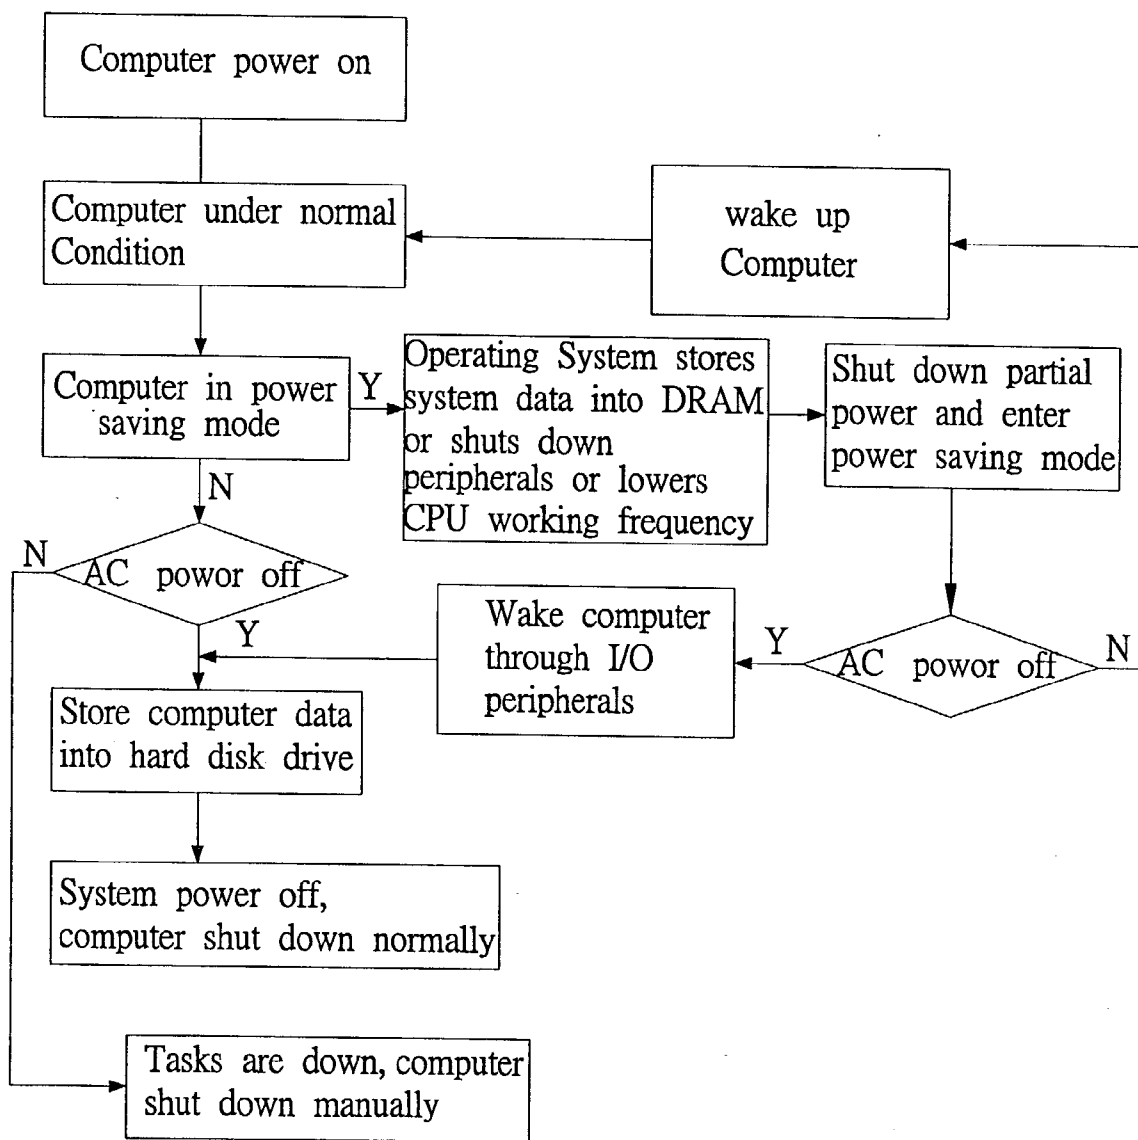 Computer power on
Computer under normal
Condition
wake up
Computer
Computer in power
saving mode
Y
N
Operating System stores
system data into DRAM
or shuts down
peripherals or lowers
CPU working frequency
Shut down partial
power and enter
power saving mode
N
AC powor off
Y
Wake computer
through I/O
peripherals
Y
AC powor off
N
Store computer data
into hard disk drive
System power off,
computer shut down normally
Tasks are down, computer
shut down manually